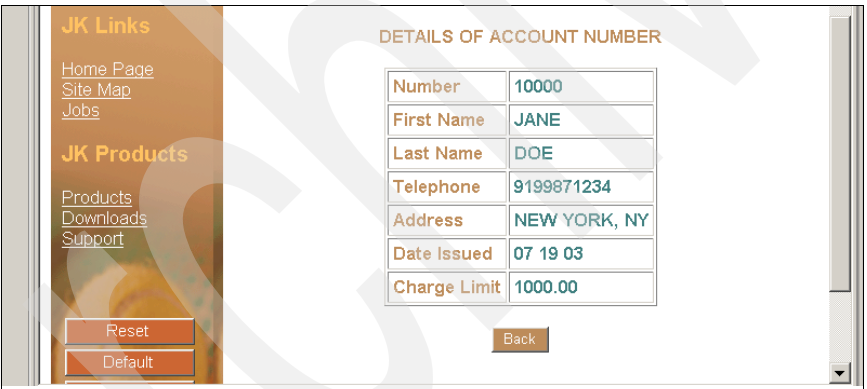 JK Links
Home Page
Site Map
Jobs
JK Products
Products
Downloads
Support
Reset
Default
DETAILS OF ACCOUNT NUMBER
Number 10000
First Name JANE
Last Name DOE
Telephone 9199871234
Address NEW YORK, NY
Date Issued 07 19 03
Charge Limit 1000.00
Back